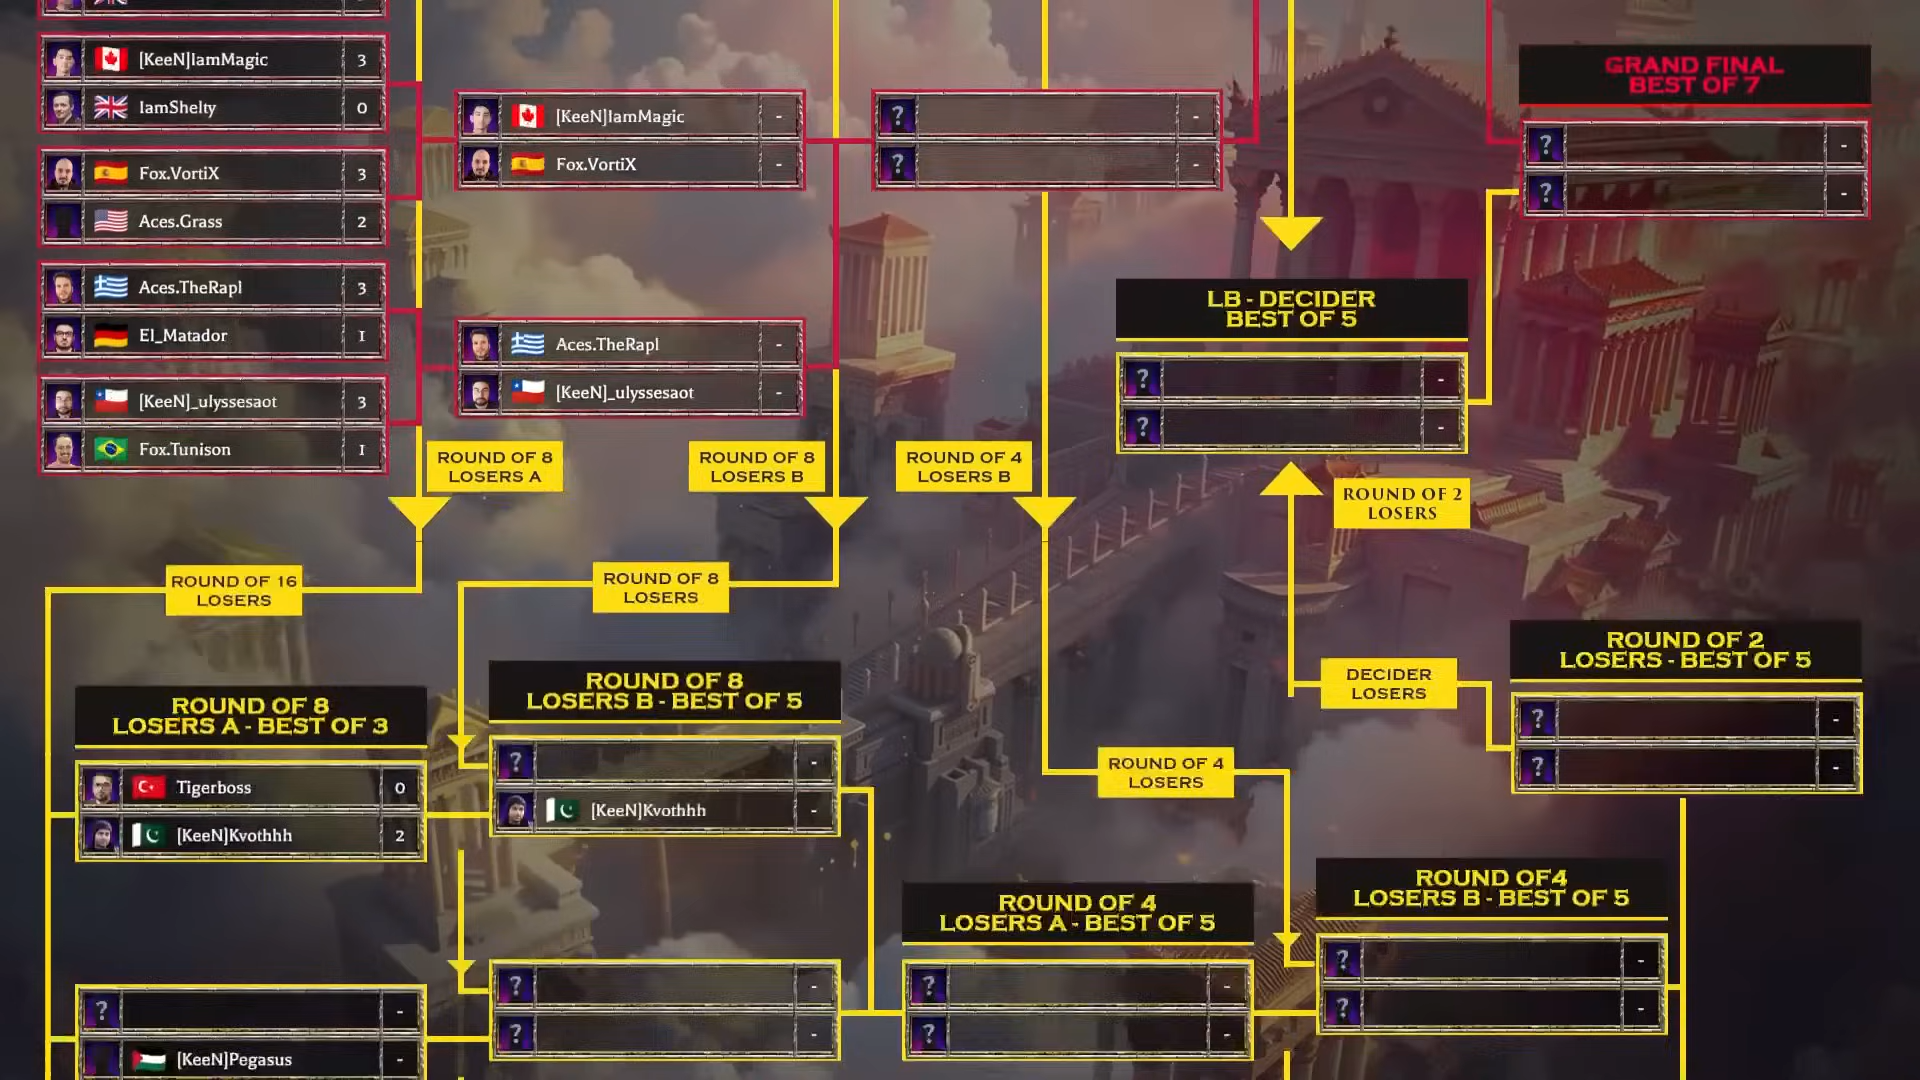 [KeeN]IamMagic 3
IamShelty 0
Fox.VortiX 3
Aces.Grass 2
Aces.TheRapl 3
El_Matador 1
[KeeN]_ulyssesaot 3
Fox.Tunison 1
[KeeN]IamMagic -
Fox.VortiX -
Aces.TheRapl -
[KeeN]_ulyssesaot -
? -
? -
GRAND FINAL
BEST OF 7
? -
? -
LB - DECIDER
BEST OF 5
? -
? -
ROUND OF 8
LOSERS A
ROUND OF 8
LOSERS B
ROUND OF 4
LOSERS B
ROUND OF 2
LOSERS
ROUND OF 16
LOSERS
ROUND OF 8
LOSERS
DECIDER
LOSERS
ROUND OF 2
LOSERS - BEST OF 5
? -
? -
ROUND OF 8
LOSERS A - BEST OF 3
Tigerboss 0
[KeeN]Kvothhh 2
? -
[KeeN]Pegasus -
ROUND OF 8
LOSERS B - BEST OF 5
? -
[KeeN]Kvothhh -
? -
? -
ROUND OF 4
LOSERS
ROUND OF 4
LOSERS A - BEST OF 5
? -
? -
ROUND OF4
LOSERS B - BEST OF 5
? -
? -